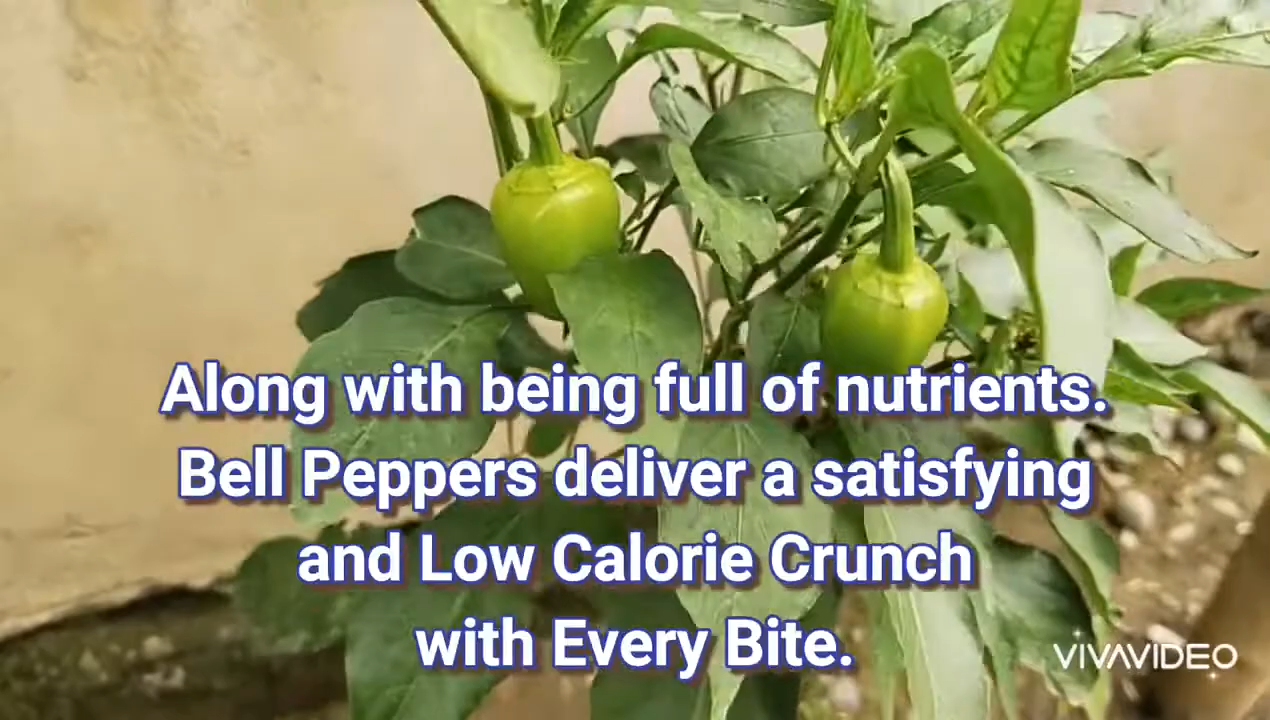 Along with being full of nutrients.
Bell Peppers deliver a satisfying
and Low Calorie Crunch
with Every Bite.
VIVAVIDEO